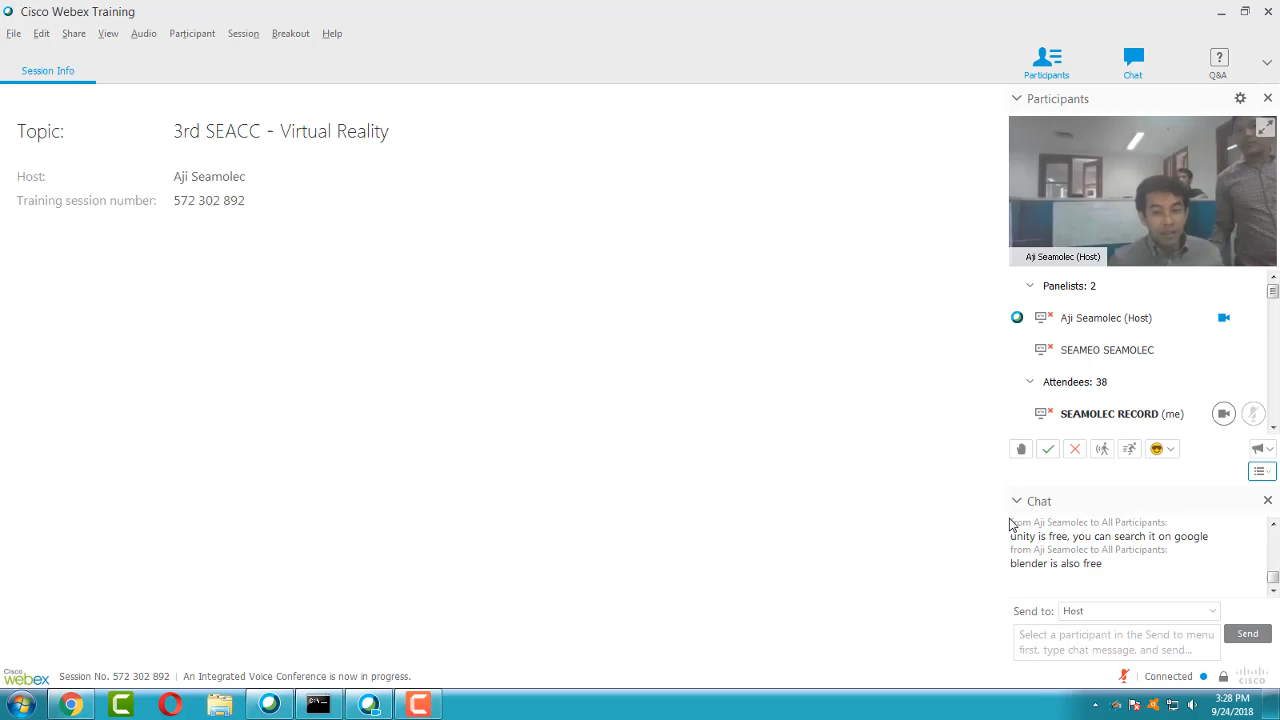 Cisco Webex Training
File Edit Share View Audio Participant Session Breakout Help
Session Info
Participants Chat Q&A
Topic: 3rd SEACC - Virtual Reality
Host: Aji Seamolec
Training session number: 572 302 892
Participants
Aji Seamolec (Host)
Panelists: 2
Aji Seamolec (Host)
SEAMEO SEAMOLEC
Attendees: 38
SEAMOLEC RECORD (me)
Chat
from Aji Seamolec to All Participants:
unity is free, you can search it on google
from Aji Seamolec to All Participants:
blender is also free
Send to: Host
Select a participant in the Send to menu
first, type chat message, and send...
Send
Cisco
webex
Session No. 572 302 892 | An Integrated Voice Conference is now in progress.
Connected
cisco
3:28 PM
9/24/2018